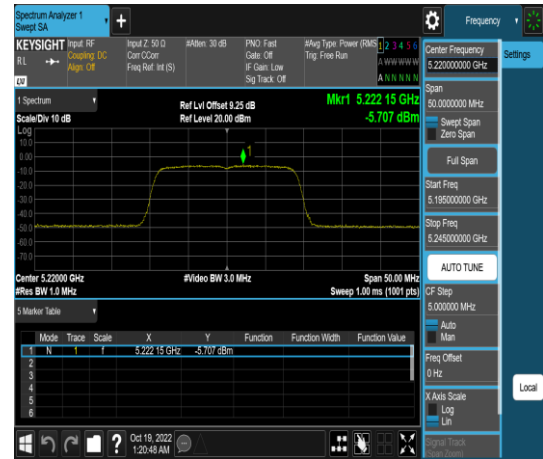 Spectrum Analyzer 1
Swept SA
+
Frequency
KEYSIGHT
R L
LXI
Input: RF
Coupling: DC
Align: Off
Input Z: 50 Ω
Corr CCorr
Freq Ref: Int (S)
#Atten: 30 dB
PNO: Fast
Gate: Off
IF Gain: Low
Sig Track: Off
#Avg Type: Power (RMS
Trig: Free Run
1 2 3 4 5 6
A W W W W W
A N N N N N
1 Spectrum
Scale/Div 10 dB
Ref Lvl Offset 9.25 dB
Ref Level 20.00 dBm
Mkr1 5.222 15 GHz
-5.707 dBm
Log
10.0
0.00
-10.0
-20.0
-30.0
-40.0
-50.0
-60.0
-70.0
1
Center 5.22000 GHz
#Res BW 1.0 MHz
#Video BW 3.0 MHz
Span 50.00 MHz
Sweep 1.00 ms (1001 pts)
5 Marker Table
Mode Trace Scale X Y Function Function Width Function Value
1 N 1 f 5.222 15 GHz -5.707 dBm
2
3
4
5
6
Center Frequency
5.220000000 GHz
Settings
Span
50.0000000 MHz
Swept Span
Zero Span
Full Span
Start Freq
5.195000000 GHz
Stop Freq
5.245000000 GHz
AUTO TUNE
CF Step
5.000000 MHz
Auto
Man
Freq Offset
0 Hz
X Axis Scale
Log
Lin
Local
Signal Track
(Span Zoom)
?
Oct 19, 2022
1:20:48 AM